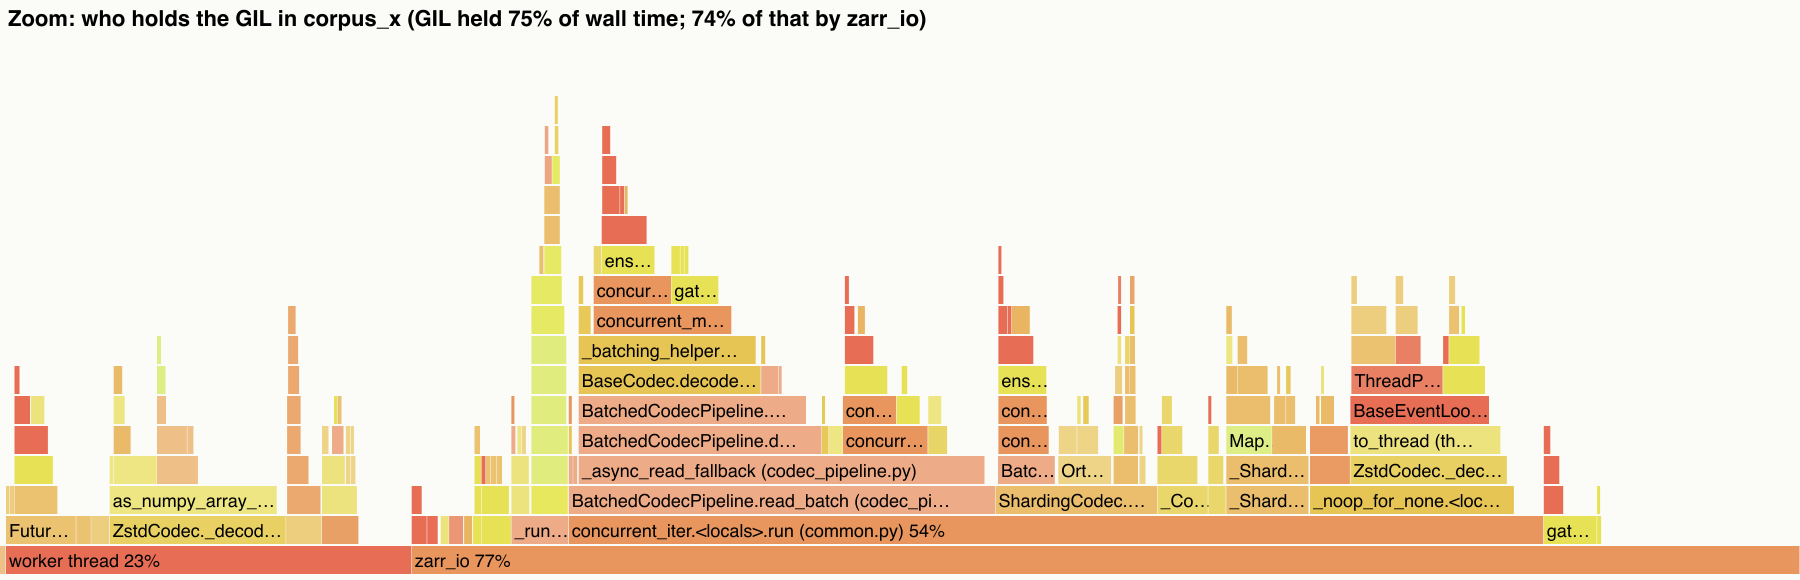 Zoom: who holds the GIL in corpus_x (GIL held 75% of wall time; 74% of that by zarr_io)
ens…
concur… gat…
concurrent_m…
_batching_helper…
BaseCodec.decode… ens… ThreadP…
BatchedCodecPipeline.… con… con… BaseEventLoo…
BatchedCodecPipeline.d… concurr… con… Map. to_thread (th…
_async_read_fallback (codec_pipeline.py) Batc… Ort… _Shard… ZstdCodec._dec…
as_numpy_array_… BatchedCodecPipeline.read_batch (codec_pi… ShardingCodec.… _Co… _Shard… _noop_for_none.<loc…
Futur… ZstdCodec._decod… _run… concurrent_iter.<locals>.run (common.py) 54% gat…
worker thread 23% zarr_io 77%